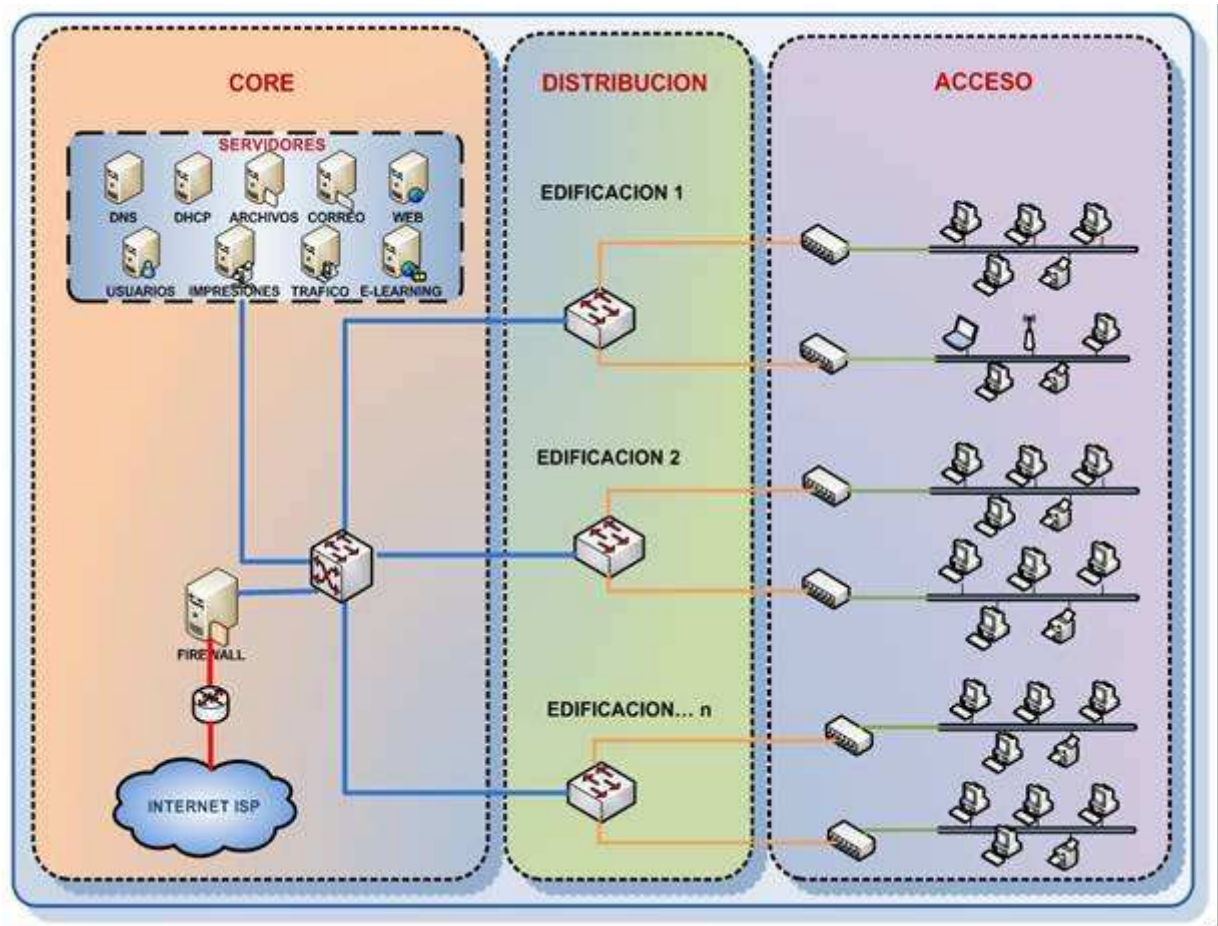 CORE
SERVIDORES
DNS DHCP ARCHIVOS CORREO WEB
USUARIOS IMPRESIONES TRAFICO E-LEARNING
FIREWALL
INTERNET ISP
DISTRIBUCION
EDIFICACION 1
EDIFICACION 2
EDIFICACION... n
ACCESO